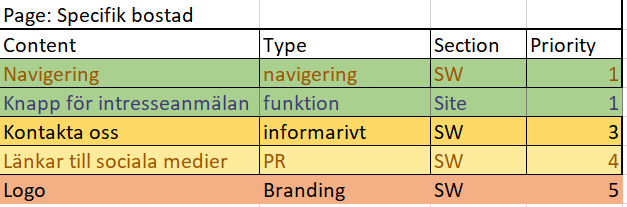 Page: Specifik bostad
Content Type Section Priority
Navigering navigering SW 1
Knapp för intresseanmälan funktion Site 1
Kontakta oss informarivt SW 3
Länkar till sociala medier PR SW 4
Logo Branding SW 5